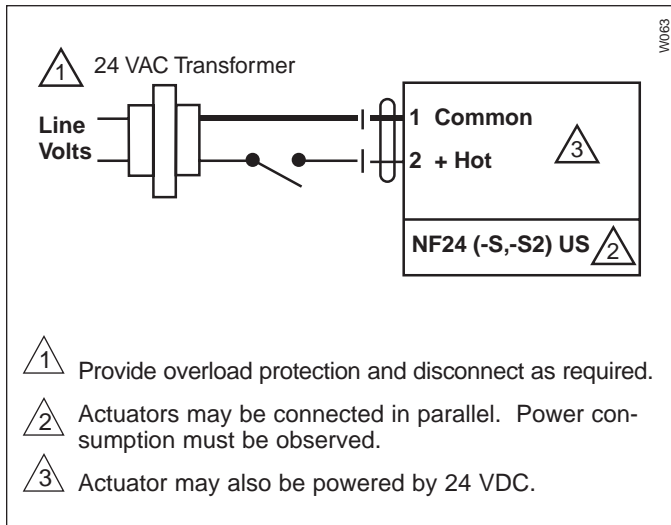 W063
1 24 VAC Transformer
Line
Volts
1 Common
2 + Hot
3
NF24 (-S,-S2) US 2
1 Provide overload protection and disconnect as required.
2 Actuators may be connected in parallel. Power con-
sumption must be observed.
3 Actuator may also be powered by 24 VDC.